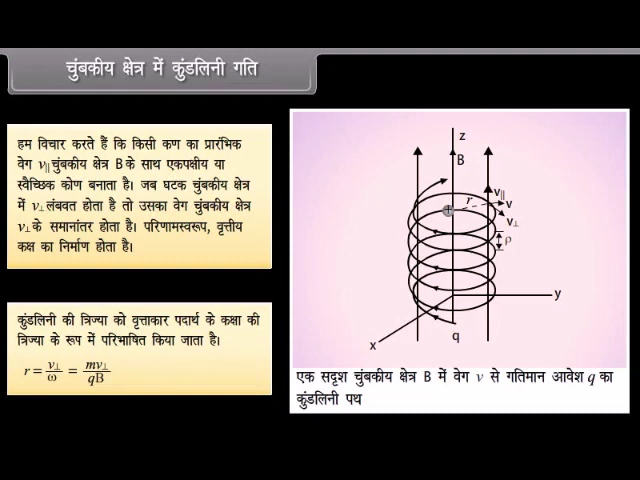 चुंबकीय क्षेत्र में कुंडलिनी गति
हम विचार करते हैं कि किसी कण का प्रारंभिक
वेग v|| चुंबकीय क्षेत्र B के साथ एकपक्षीय या
स्वैच्छिक कोण बनाता है। जब घटक चुंबकीय क्षेत्र
में v⊥ लंबवत होता है तो उसका वेग चुंबकीय क्षेत्र
v⊥ के समानांतर होता है। परिणामस्वरूप, वृत्तीय
कक्ष का निर्माण होता है।
कुंडलिनी की त्रिज्या को वृत्ताकार पदार्थ के कक्षा की
त्रिज्या के रूप में परिभाषित किया जाता है।
r = v⊥/ω = mv⊥/qB
z
B
v||
r
v
v⊥
+
ρ
y
x
q
एक सदृश चुंबकीय क्षेत्र B में वेग v से गतिमान आवेश q का
कुंडलिनी पथ